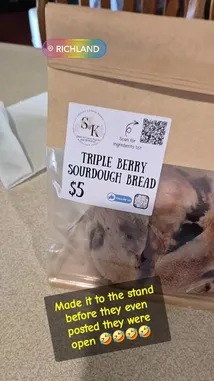 RICHLAND
S&K
Scan for
ingredients list
TRIPLE BERRY
SOURDOUGH BREAD
$5
Made it to the stand
before they even
posted they were
open 🤣🤣🤣🤣